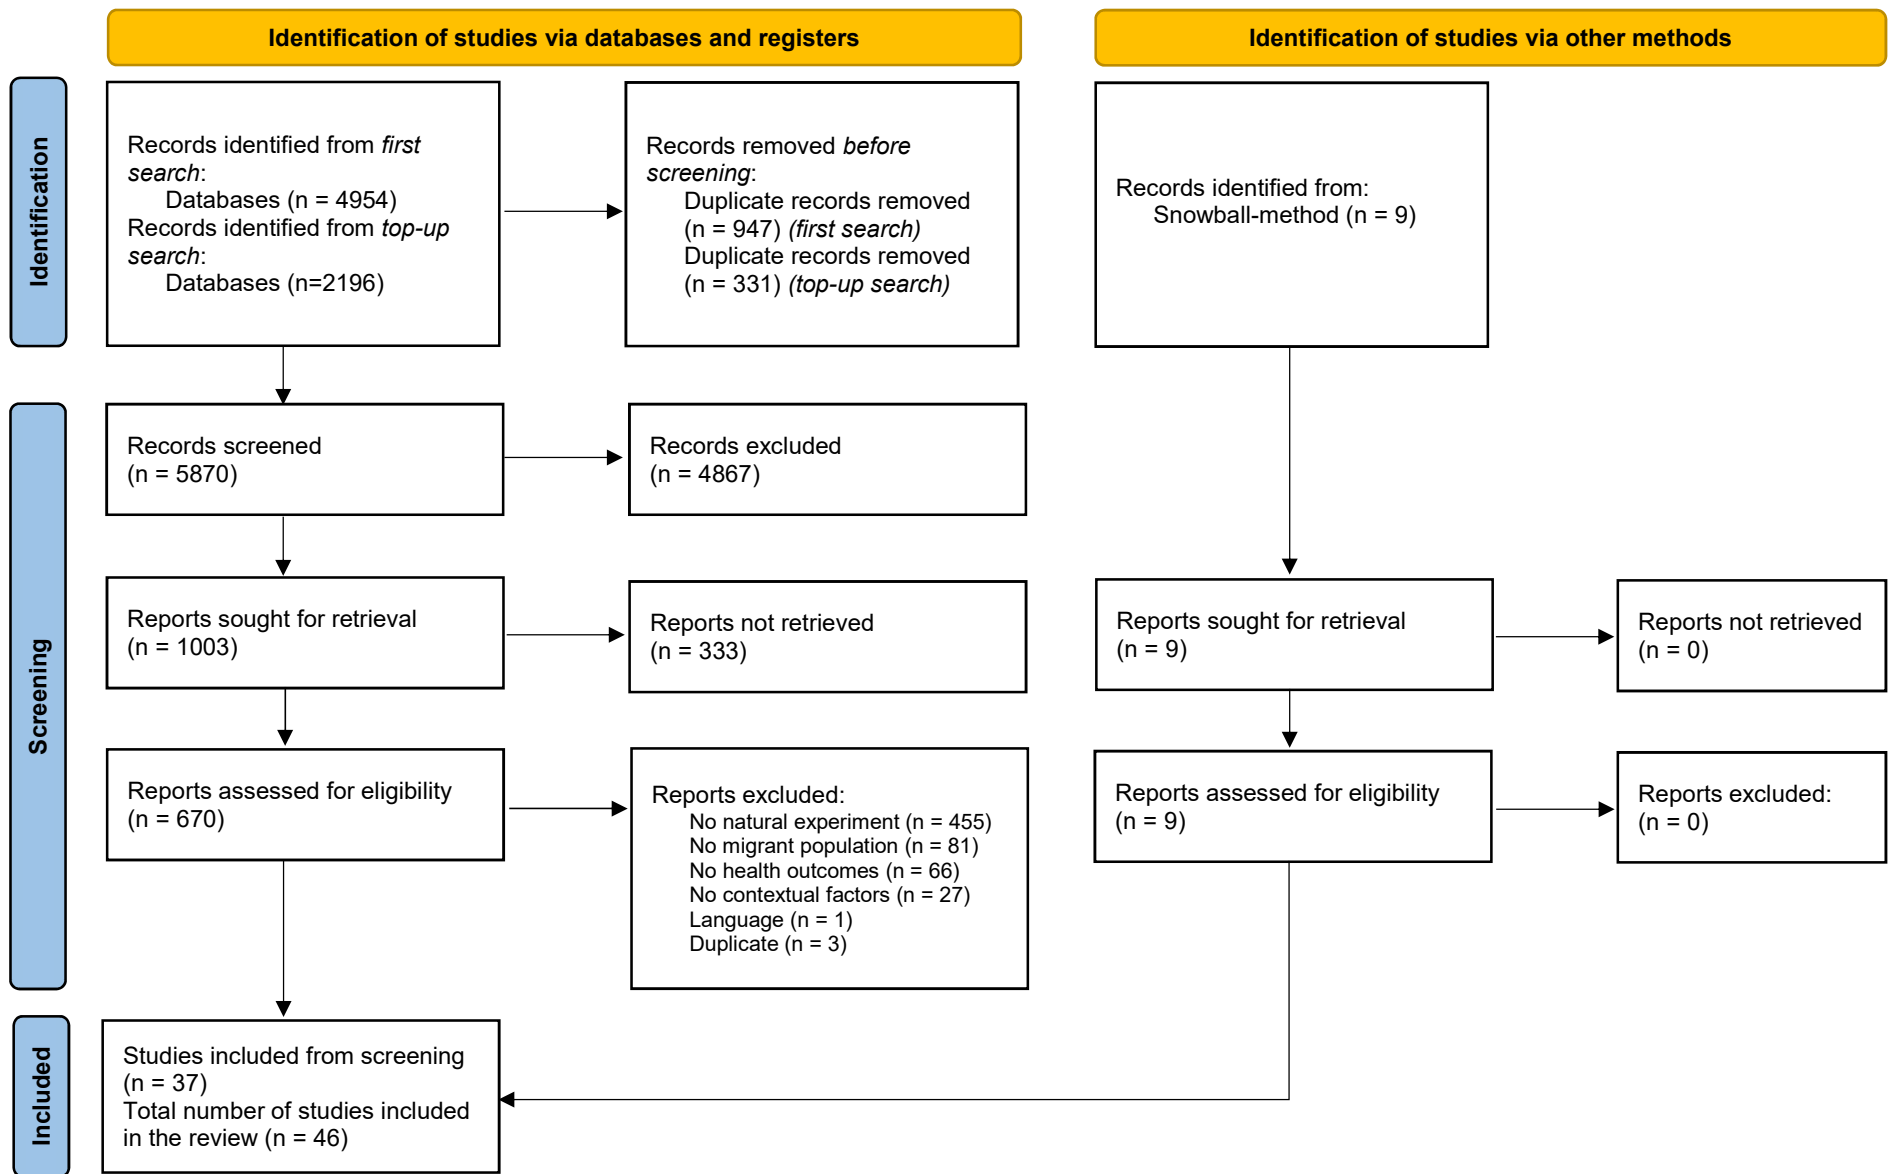 Identification of studies via databases and registers
Identification of studies via other methods
Identification
Records identified from first
search:
Databases (n = 4954)
Records identified from top-up
search:
Databases (n=2196)
Records removed before
screening:
Duplicate records removed
(n = 947) (first search)
Duplicate records removed
(n = 331) (top-up search)
Records identified from:
Snowball-method (n = 9)
Screening
Records screened
(n = 5870)
Records excluded
(n = 4867)
Reports sought for retrieval
(n = 1003)
Reports not retrieved
(n = 333)
Reports sought for retrieval
(n = 9)
Reports not retrieved
(n = 0)
Reports assessed for eligibility
(n = 670)
Reports excluded:
No natural experiment (n = 455)
No migrant population (n = 81)
No health outcomes (n = 66)
No contextual factors (n = 27)
Language (n = 1)
Duplicate (n = 3)
Reports assessed for eligibility
(n = 9)
Reports excluded:
(n = 0)
Included
Studies included from screening
(n = 37)
Total number of studies included
in the review (n = 46)